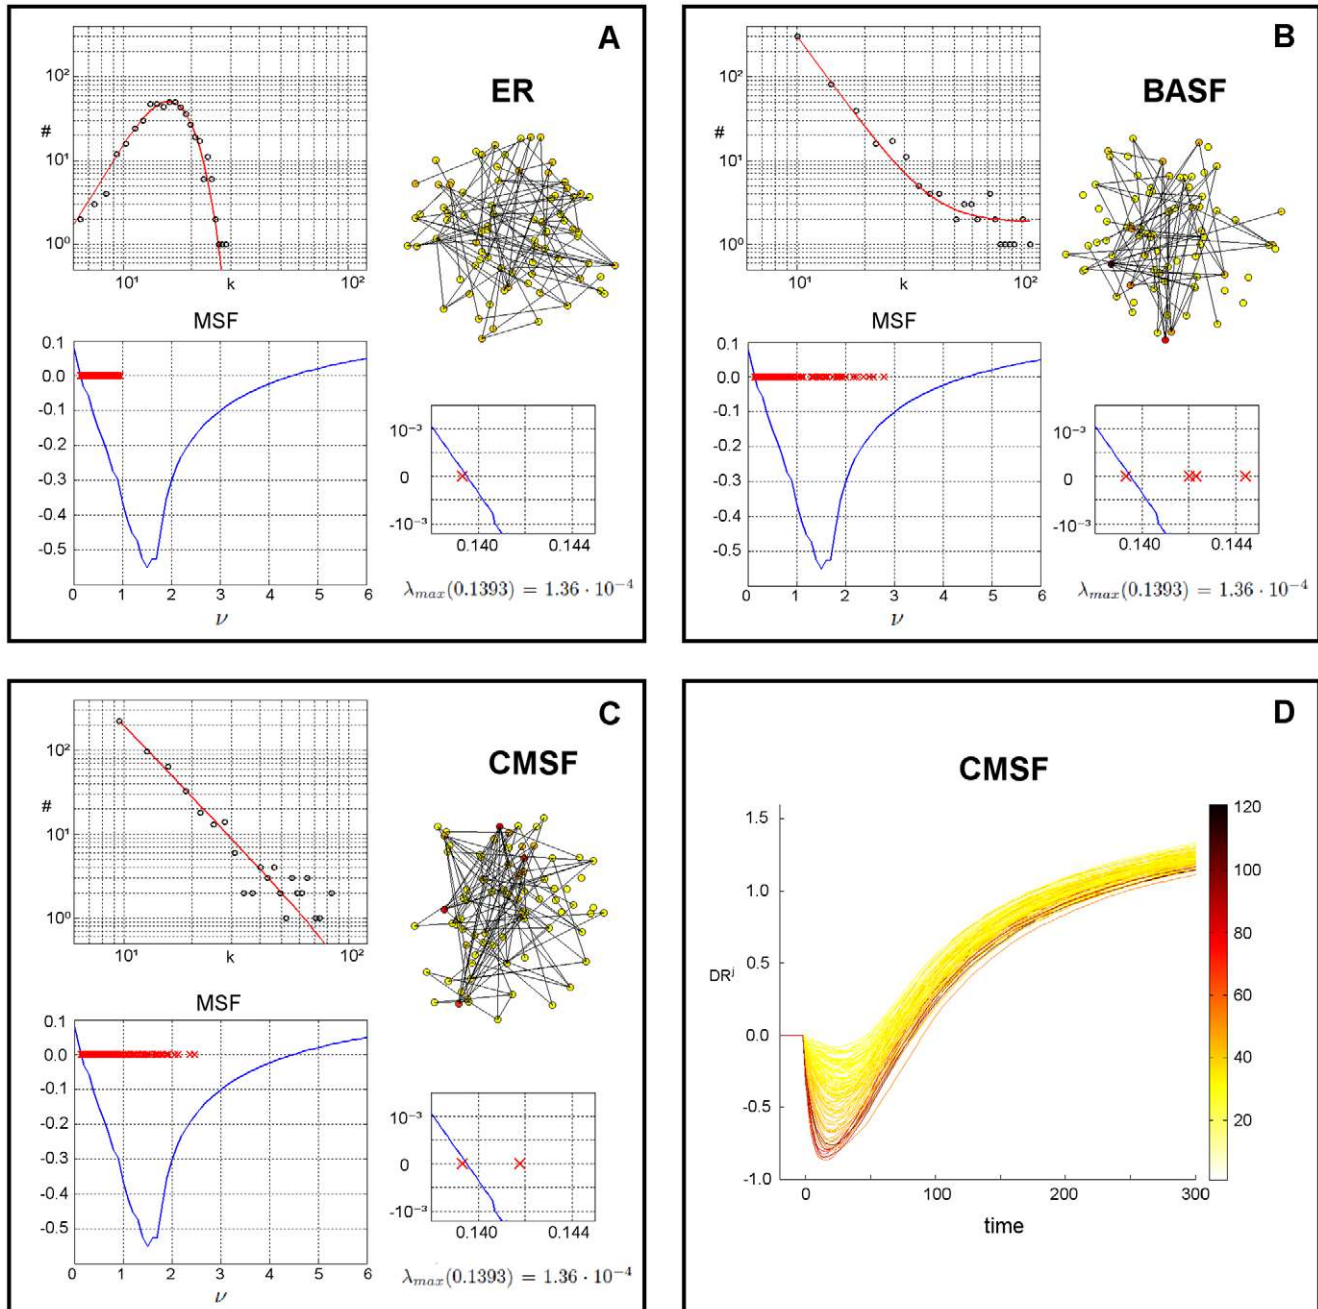 A
ER
10²
10¹
10⁰
#
10¹
k
10²
MSF
0.1
0.0
-0.1
-0.2
-0.3
-0.4
-0.5
0 1 2 3 4 5 6
ν
10⁻³
0
-10⁻³
0.140 0.144
λmax(0.1393) = 1.36 · 10⁻⁴
B
BASF
10²
10¹
10⁰
#
10¹
k
10²
MSF
0.1
0.0
-0.1
-0.2
-0.3
-0.4
-0.5
0 1 2 3 4 5 6
ν
10⁻³
0
-10⁻³
0.140 0.144
λmax(0.1393) = 1.36 · 10⁻⁴
C
CMSF
10²
10¹
10⁰
#
10¹
k
10²
MSF
0.1
0.0
-0.1
-0.2
-0.3
-0.4
-0.5
0 1 2 3 4 5 6
ν
10⁻³
0
-10⁻³
0.140 0.144
λmax(0.1393) = 1.36 · 10⁻⁴
D
CMSF
1.5
1.0
0.5
0.0
-0.5
-1.0
DRʲ
0 100 200 300
time
120
100
80
60
40
20
0